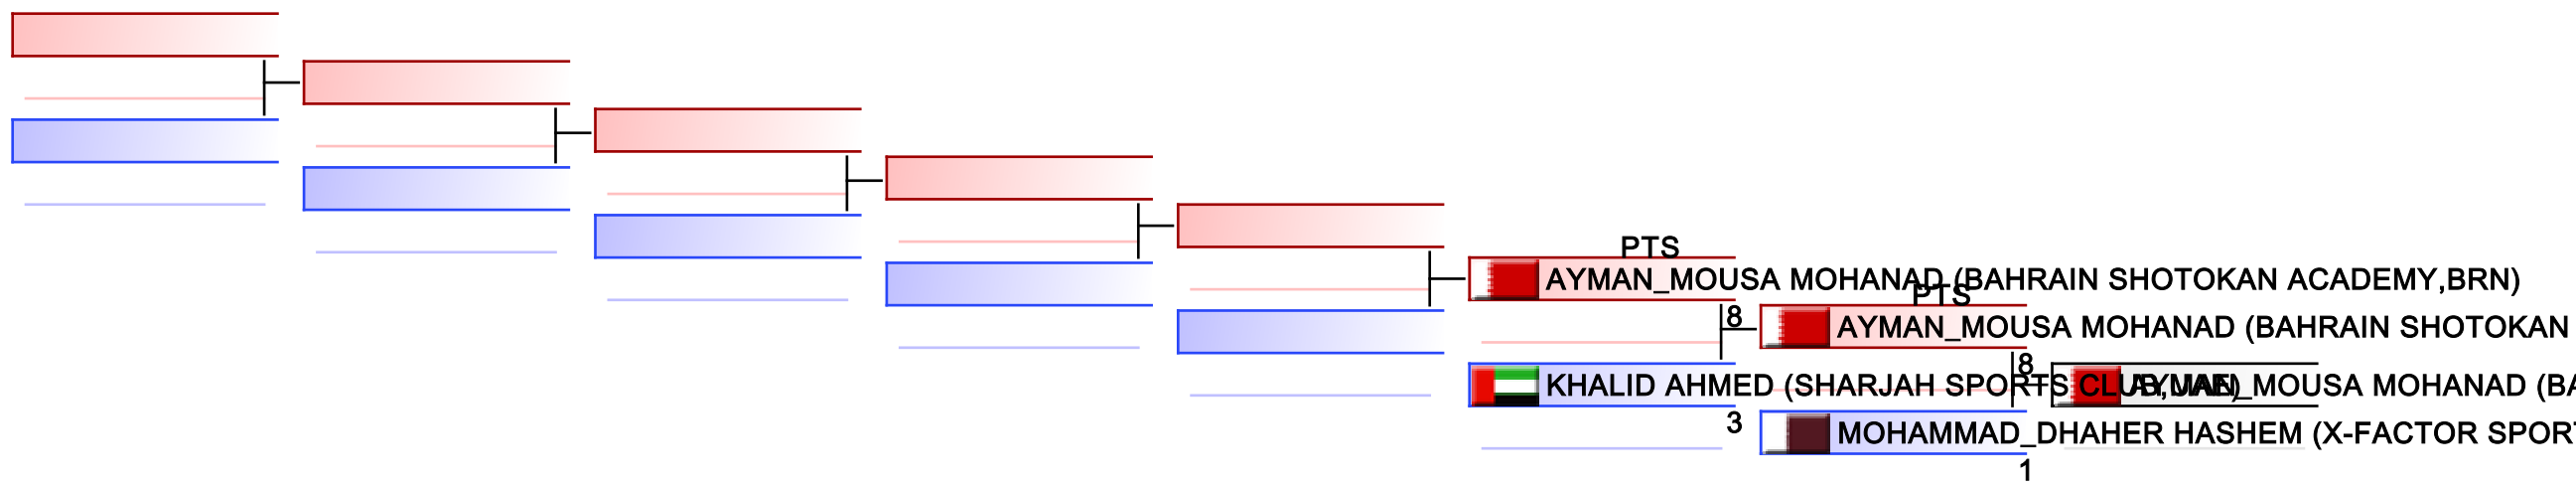 PTS
AYMAN_MOUSA MOHANAD (BAHRAIN SHOTOKAN ACADEMY,BRN)
PTS
8
AYMAN_MOUSA MOHANAD (BAHRAIN SHOTOKAN
8
KHALID AHMED (SHARJAH SPORTS CLUB,UAE)
AYMAN_MOUSA MOHANAD (BA
3
MOHAMMAD_DHAHER HASHEM (X-FACTOR SPORT
1